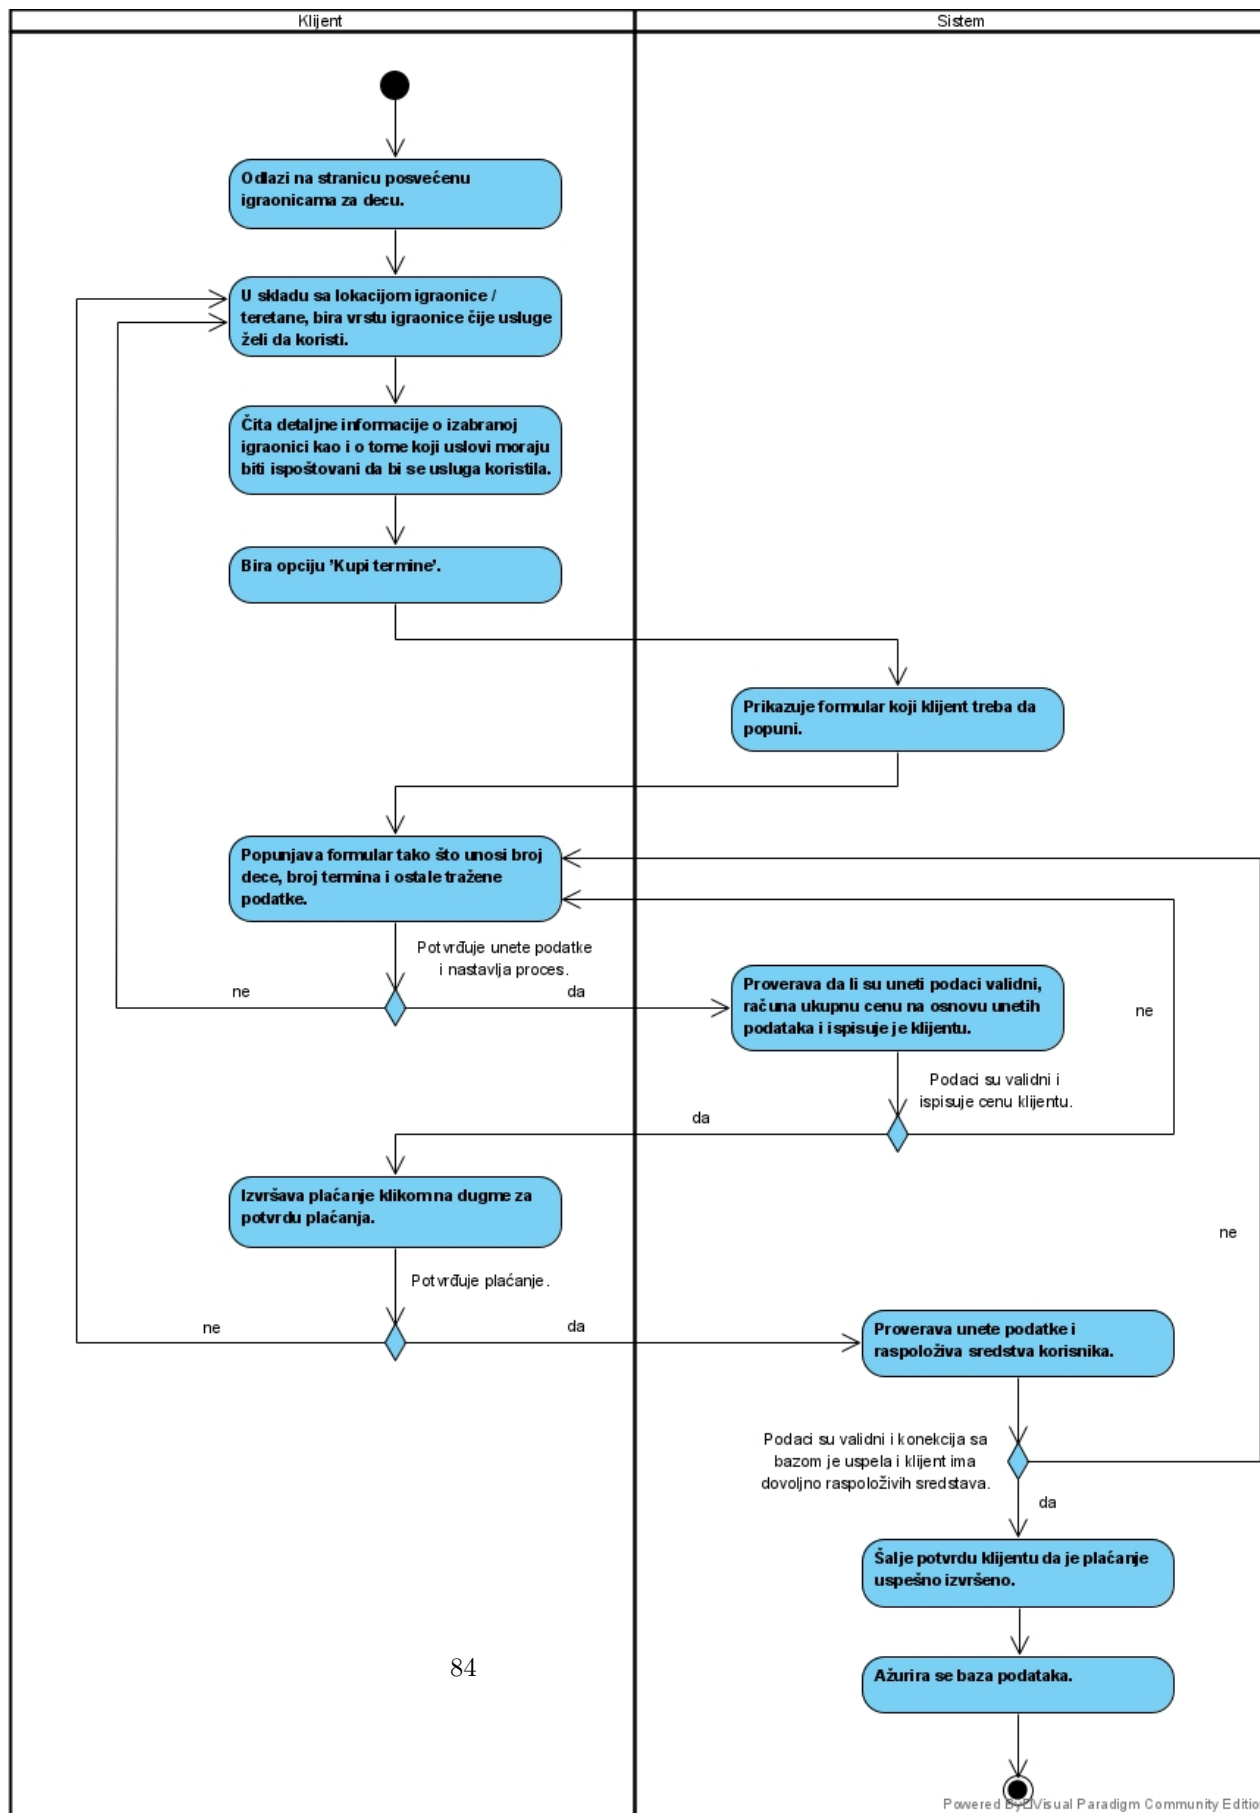 Klijent
Sistem
Odlazi na stranicu posvećenu
igraonicama za decu.
U skladu sa lokacijom igraonice /
teretane, bira vrstu igraonice čije usluge
želi da koristi.
Čita detaljne informacije o izabranoj
igraonici kao i o tome koji uslovi moraju
biti ispoštovani da bi se usluga koristila.
Bira opciju 'Kupi termine'.
Prikazuje formular koji klijent treba da
popuni.
Popunjava formular tako što unosi broj
dece, broj termina i ostale tražene
podatke.
Potvrđuje unete podatke
i nastavlja proces.
ne
da
Proverava da li su uneti podaci validni,
računa ukupnu cenu na osnovu unetih
podataka i ispisuje je klijentu.
ne
Podaci su validni i
ispisuje cenu klijentu.
da
Izvršava plaćanje klikom na dugme za
potvrdu plaćanja.
ne
Potvrđuje plaćanje.
ne
da
Proverava unete podatke i
raspoloživa sredstva korisnika.
Podaci su validni i konekcija sa
bazom je uspela i klijent ima
dovoljno raspoloživih sredstava.
da
Šalje potvrdu klijentu da je plaćanje
uspešno izvršeno.
Ažurira se baza podataka.
84
Powered By Visual Paradigm Community Editio